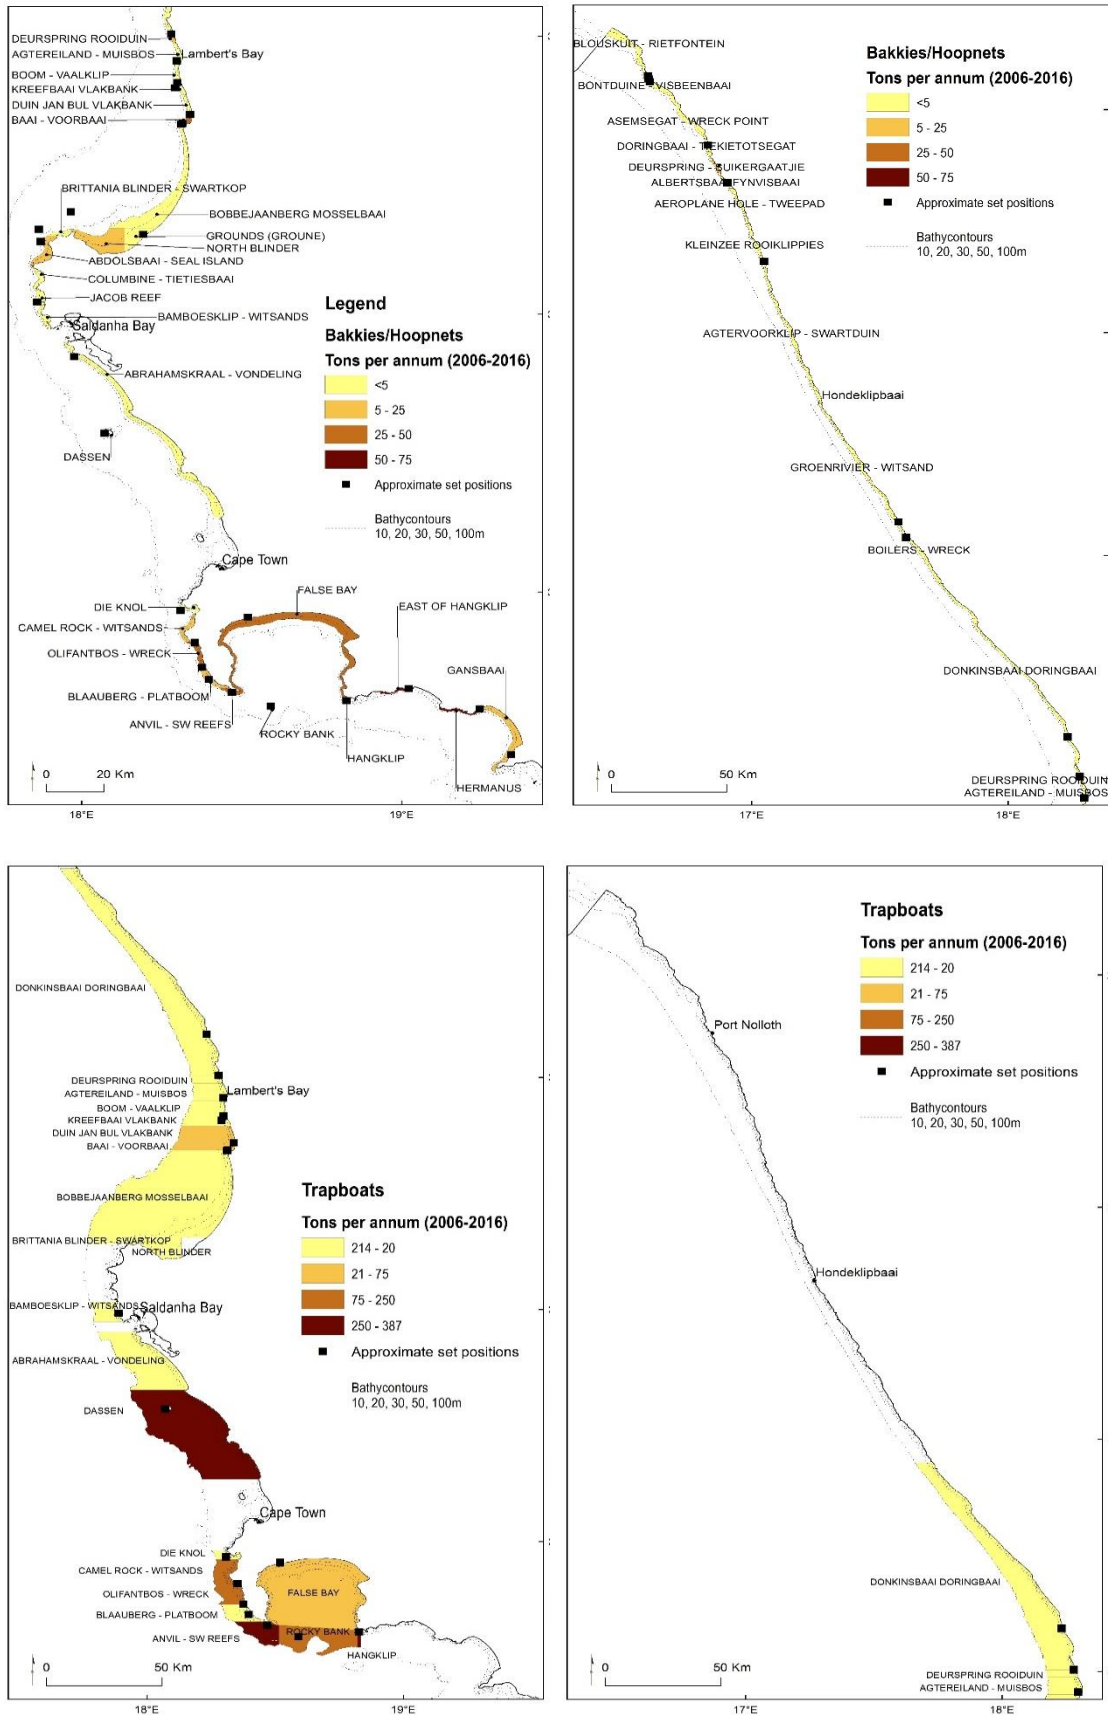 DEURSPRING ROOIDUIN
AGTEREILAND - MUISBOS
Lambert's Bay
BOOM - VAALKLIP
KREEFBAAI VLAKBANK
DUIN JAN BUL VLAKBANK
BAAI - VOORBAAI
BRITTANIA BLINDER - SWARTKOP
BOBBEJAANBERG MOSSELBAAI
GROUNDS (GROUNE)
NORTH BLINDER
ABDOLSBAAI - SEAL ISLAND
COLUMBINE - TIETIESBAAI
JACOB REEF
BAMBOESKLIP - WITSANDS
Saldanha Bay
ABRAHAMSKRAAL - VONDELING
DASSEN
Cape Town
DIE KNOL
FALSE BAY
CAMEL ROCK - WITSANDS
EAST OF HANGKLIP
OLIFANTBOS - WRECK
GANSBAAI
BLAAUBERG - PLATBOOM
ANVIL - SW REEFS
ROCKY BANK
HANGKLIP
HERMANUS
Legend
Bakkies/Hoopnets
Tons per annum (2006-2016)
<5
5 - 25
25 - 50
50 - 75
Approximate set positions
Bathycontours
10, 20, 30, 50, 100m
0 20 Km
18°E 19°E
BLOUSKUIT - RIETFONTEIN
BONTDUINE - VISBEENBAAI
ASEMSEGAT - WRECK POINT
DORINGBAAI - TIEKIETOTSEGAT
DEURSPRING - SUIKERGAATJIE
ALBERTSBAAI FYNVISBAAI
AEROPLANE HOLE - TWEEPAD
KLEINZEE ROOIKLIPPIES
AGTERVOORKLIP - SWARTDUIN
Hondeklipbaai
GROENRIVIER - WITSAND
BOILERS - WRECK
DONKINSBAAI DORINGBAAI
DEURSPRING ROOIDUIN
AGTEREILAND - MUISBOS
Bakkies/Hoopnets
Tons per annum (2006-2016)
<5
5 - 25
25 - 50
50 - 75
Approximate set positions
Bathycontours
10, 20, 30, 50, 100m
0 50 Km
17°E 18°E
DONKINSBAAI DORINGBAAI
DEURSPRING ROOIDUIN
AGTEREILAND - MUISBOS
Lambert's Bay
BOOM - VAALKLIP
KREEFBAAI VLAKBANK
DUIN JAN BUL VLAKBANK
BAAI - VOORBAAI
BOBBEJAANBERG MOSSELBAAI
BRITTANIA BLINDER - SWARTKOP
NORTH BLINDER
BAMBOESKLIP - WITSANDS
Saldanha Bay
ABRAHAMSKRAAL - VONDELING
DASSEN
Cape Town
DIE KNOL
CAMEL ROCK - WITSANDS
OLIFANTBOS - WRECK
FALSE BAY
BLAAUBERG - PLATBOOM
ANVIL - SW REEFS
ROCKY BANK
HANGKLIP
Trapboats
Tons per annum (2006-2016)
214 - 20
21 - 75
75 - 250
250 - 387
Approximate set positions
Bathycontours
10, 20, 30, 50, 100m
0 50 Km
18°E 19°E
Port Nolloth
Hondeklipbaai
DONKINSBAAI DORINGBAAI
DEURSPRING ROOIDUIN
AGTEREILAND - MUISBOS
Trapboats
Tons per annum (2006-2016)
214 - 20
21 - 75
75 - 250
250 - 387
Approximate set positions
Bathycontours
10, 20, 30, 50, 100m
0 50 Km
17°E 18°E